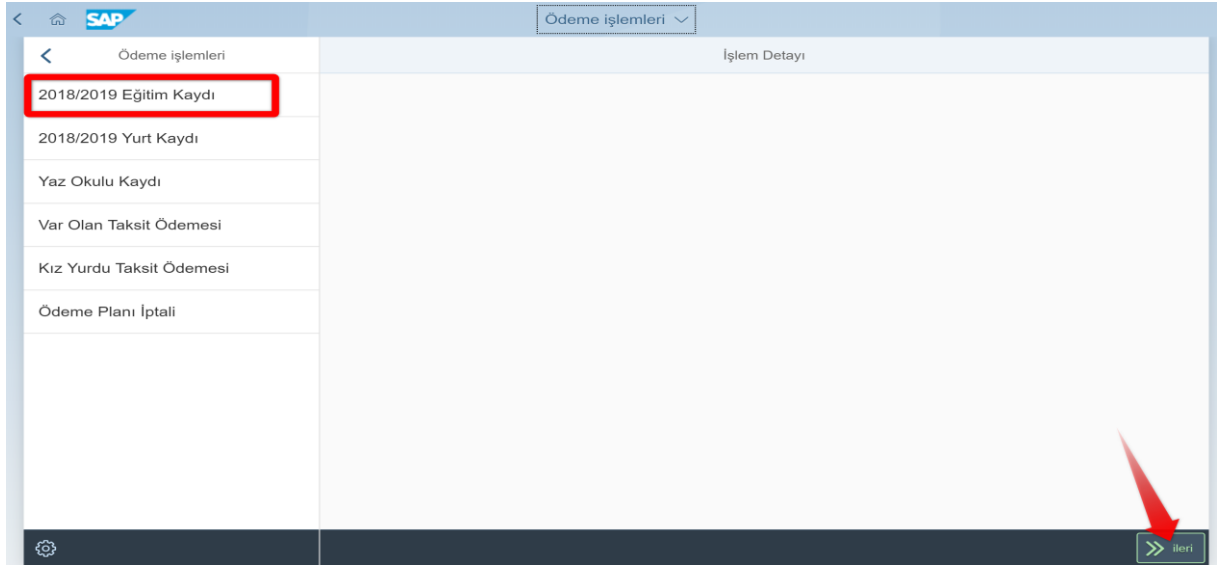 SAP
Ödeme işlemleri
Ödeme işlemleri
İşlem Detayı
2018/2019 Eğitim Kaydı
2018/2019 Yurt Kaydı
Yaz Okulu Kaydı
Var Olan Taksit Ödemesi
Kız Yurdu Taksit Ödemesi
Ödeme Planı İptali
ileri